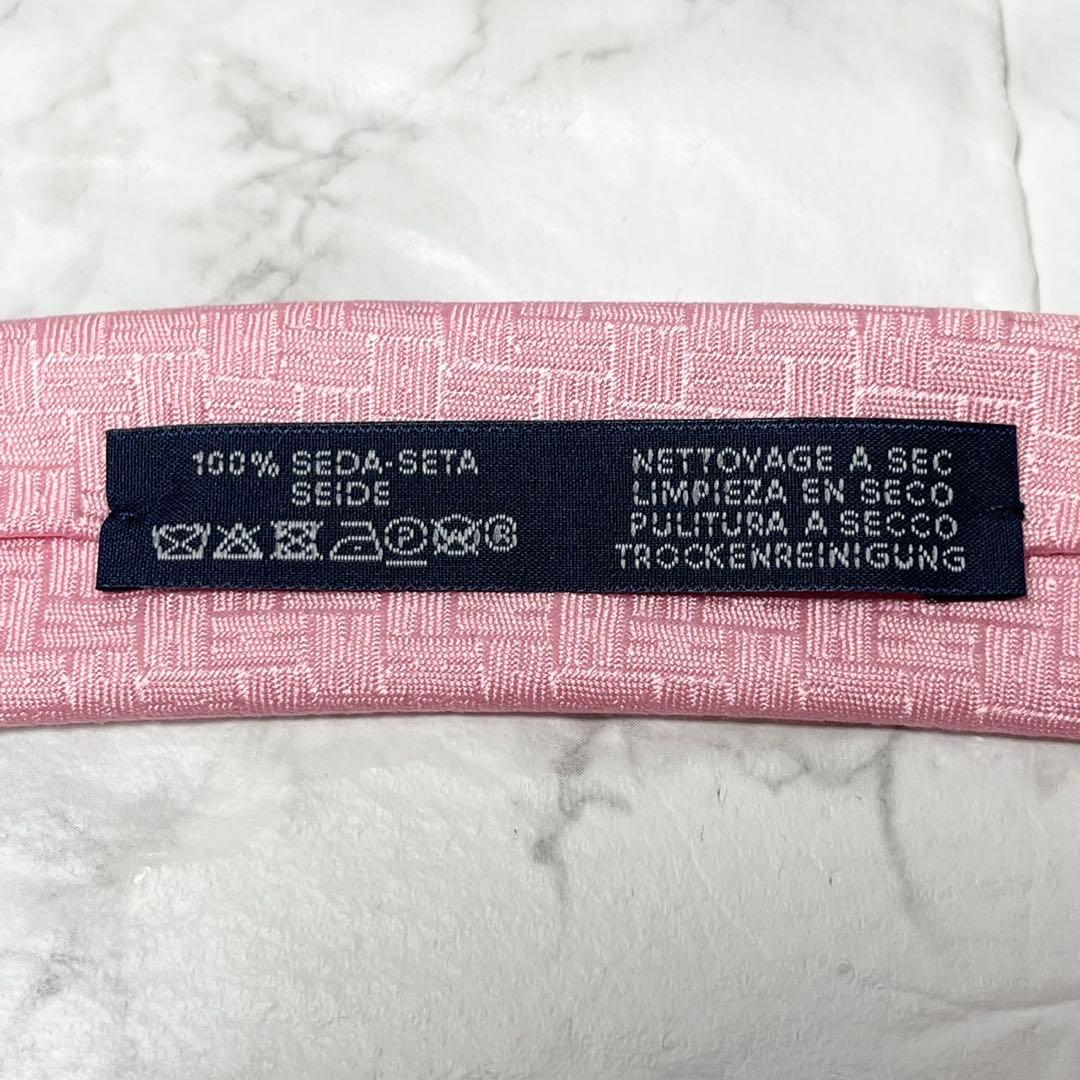 100% SEDA-SETA
SEIDE
NETTOYAGE A SEC
LIMPIEZA EN SECO
PULITURA A SECCO
TROCKENREINIGUNG